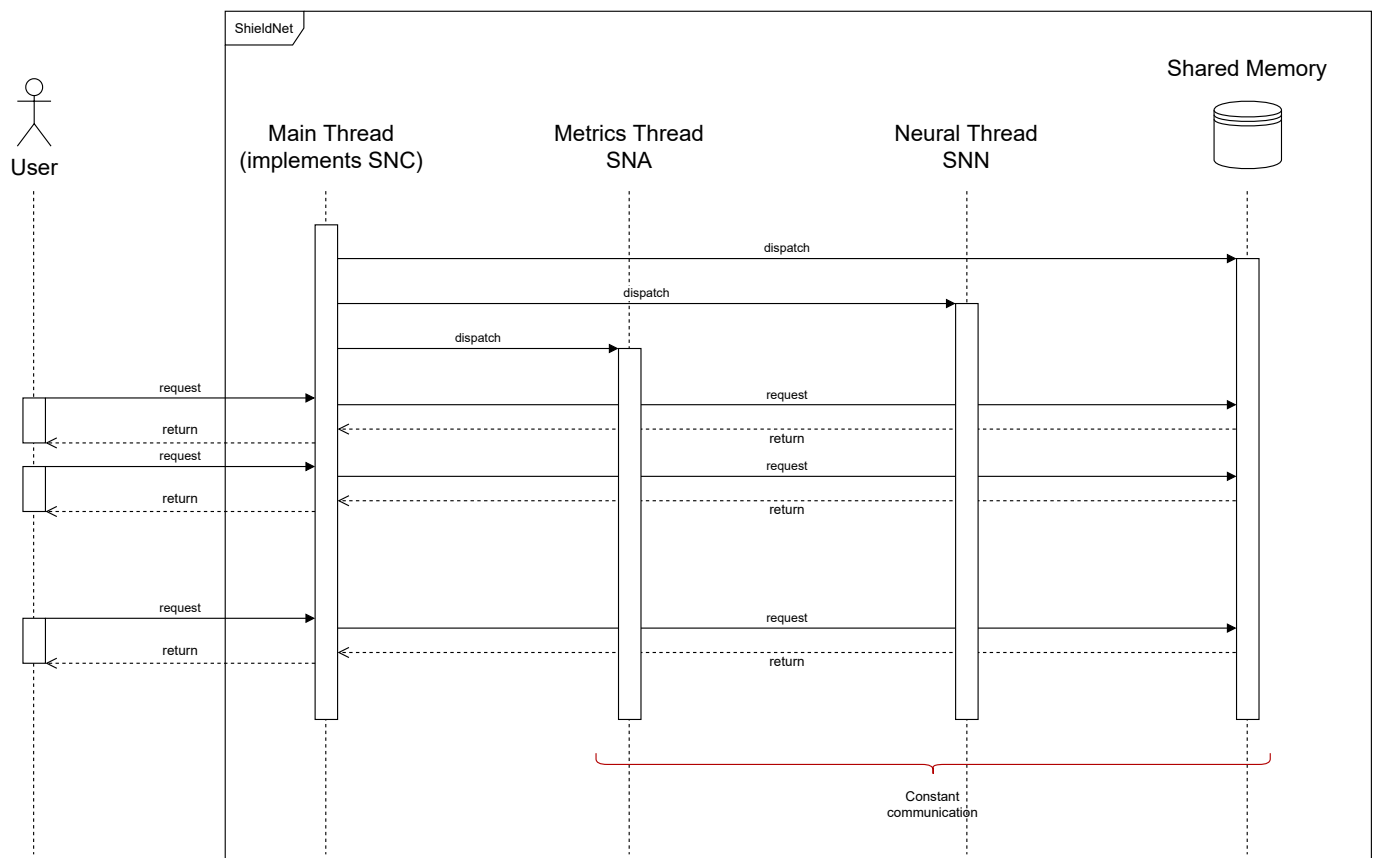 ShieldNet
Shared Memory
User
Main Thread
(implements SNC)
Metrics Thread
SNA
Neural Thread
SNN
dispatch
dispatch
dispatch
request
request
return
return
request
request
return
return
request
request
return
return
Constant
communication